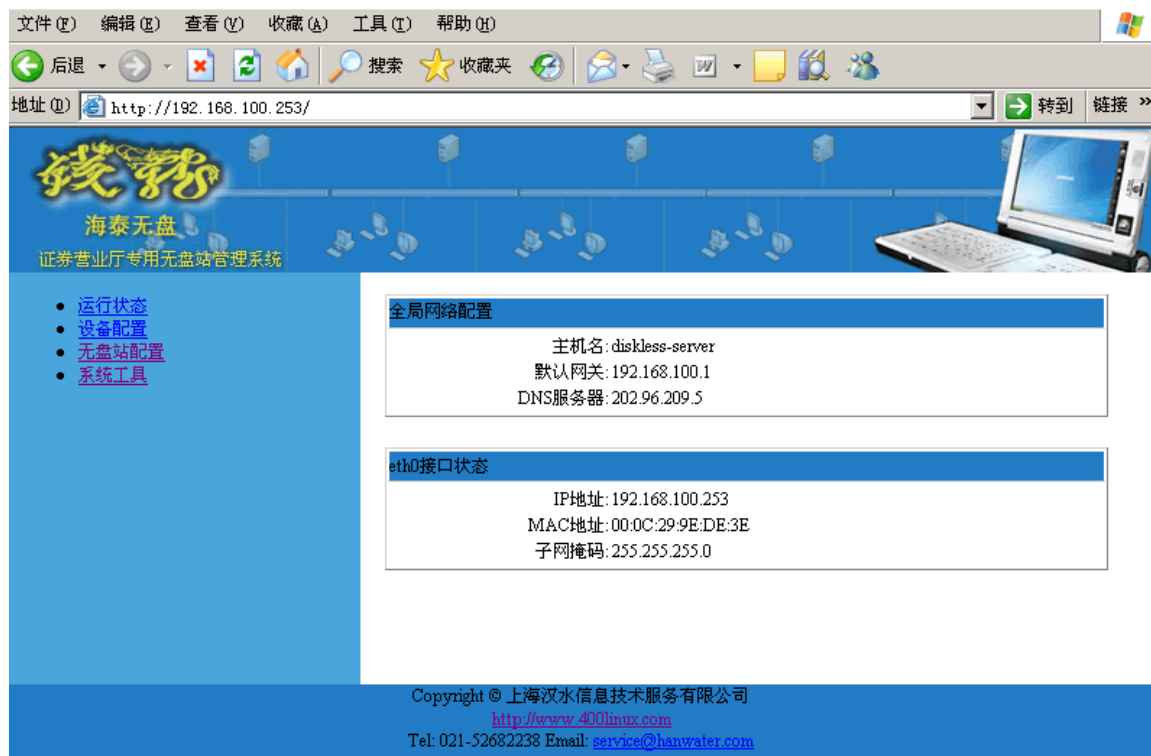 文件(F) 编辑(E) 查看(V) 收藏(A) 工具(T) 帮助(H)
后退 搜索 收藏夹
地址(D) http://192.168.100.253/ 转到 链接 »
海泰无盘
证券营业厅专用无盘站管理系统
运行状态
设备配置
无盘站配置
系统工具
全局网络配置
主机名: diskless-server
默认网关: 192.168.100.1
DNS服务器: 202.96.209.5
eth0接口状态
IP地址: 192.168.100.253
MAC地址: 00:0C:29:9E:DE:3E
子网掩码: 255.255.255.0
Copyright © 上海汉水信息技术服务有限公司
http://www.400linux.com
Tel: 021-52682238 Email: service@hanwater.com